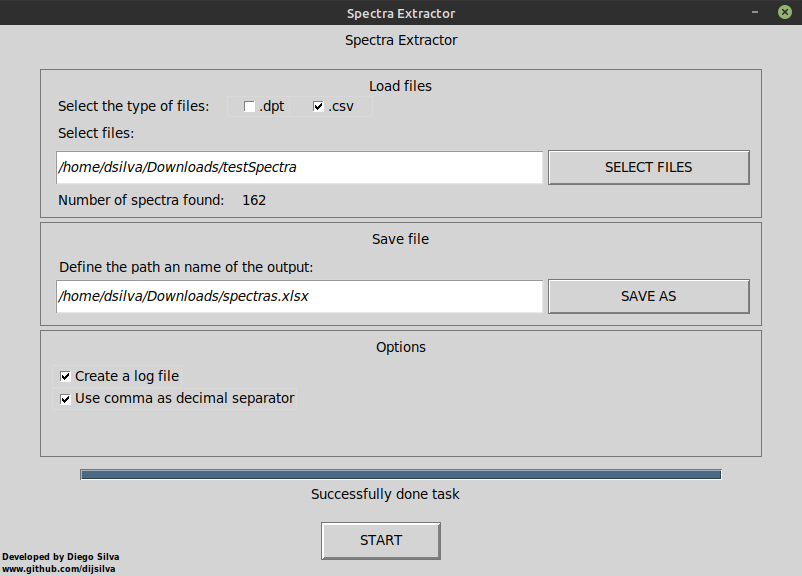 Spectra Extractor
Spectra Extractor
Load files
Select the type of files: .dpt .csv
Select files:
/home/dsilva/Downloads/testSpectra SELECT FILES
Number of spectra found: 162
Save file
Define the path an name of the output:
/home/dsilva/Downloads/spectras.xlsx SAVE AS
Options
Create a log file
Use comma as decimal separator
Successfully done task
START
Developed by Diego Silva
www.github.com/dijsilva